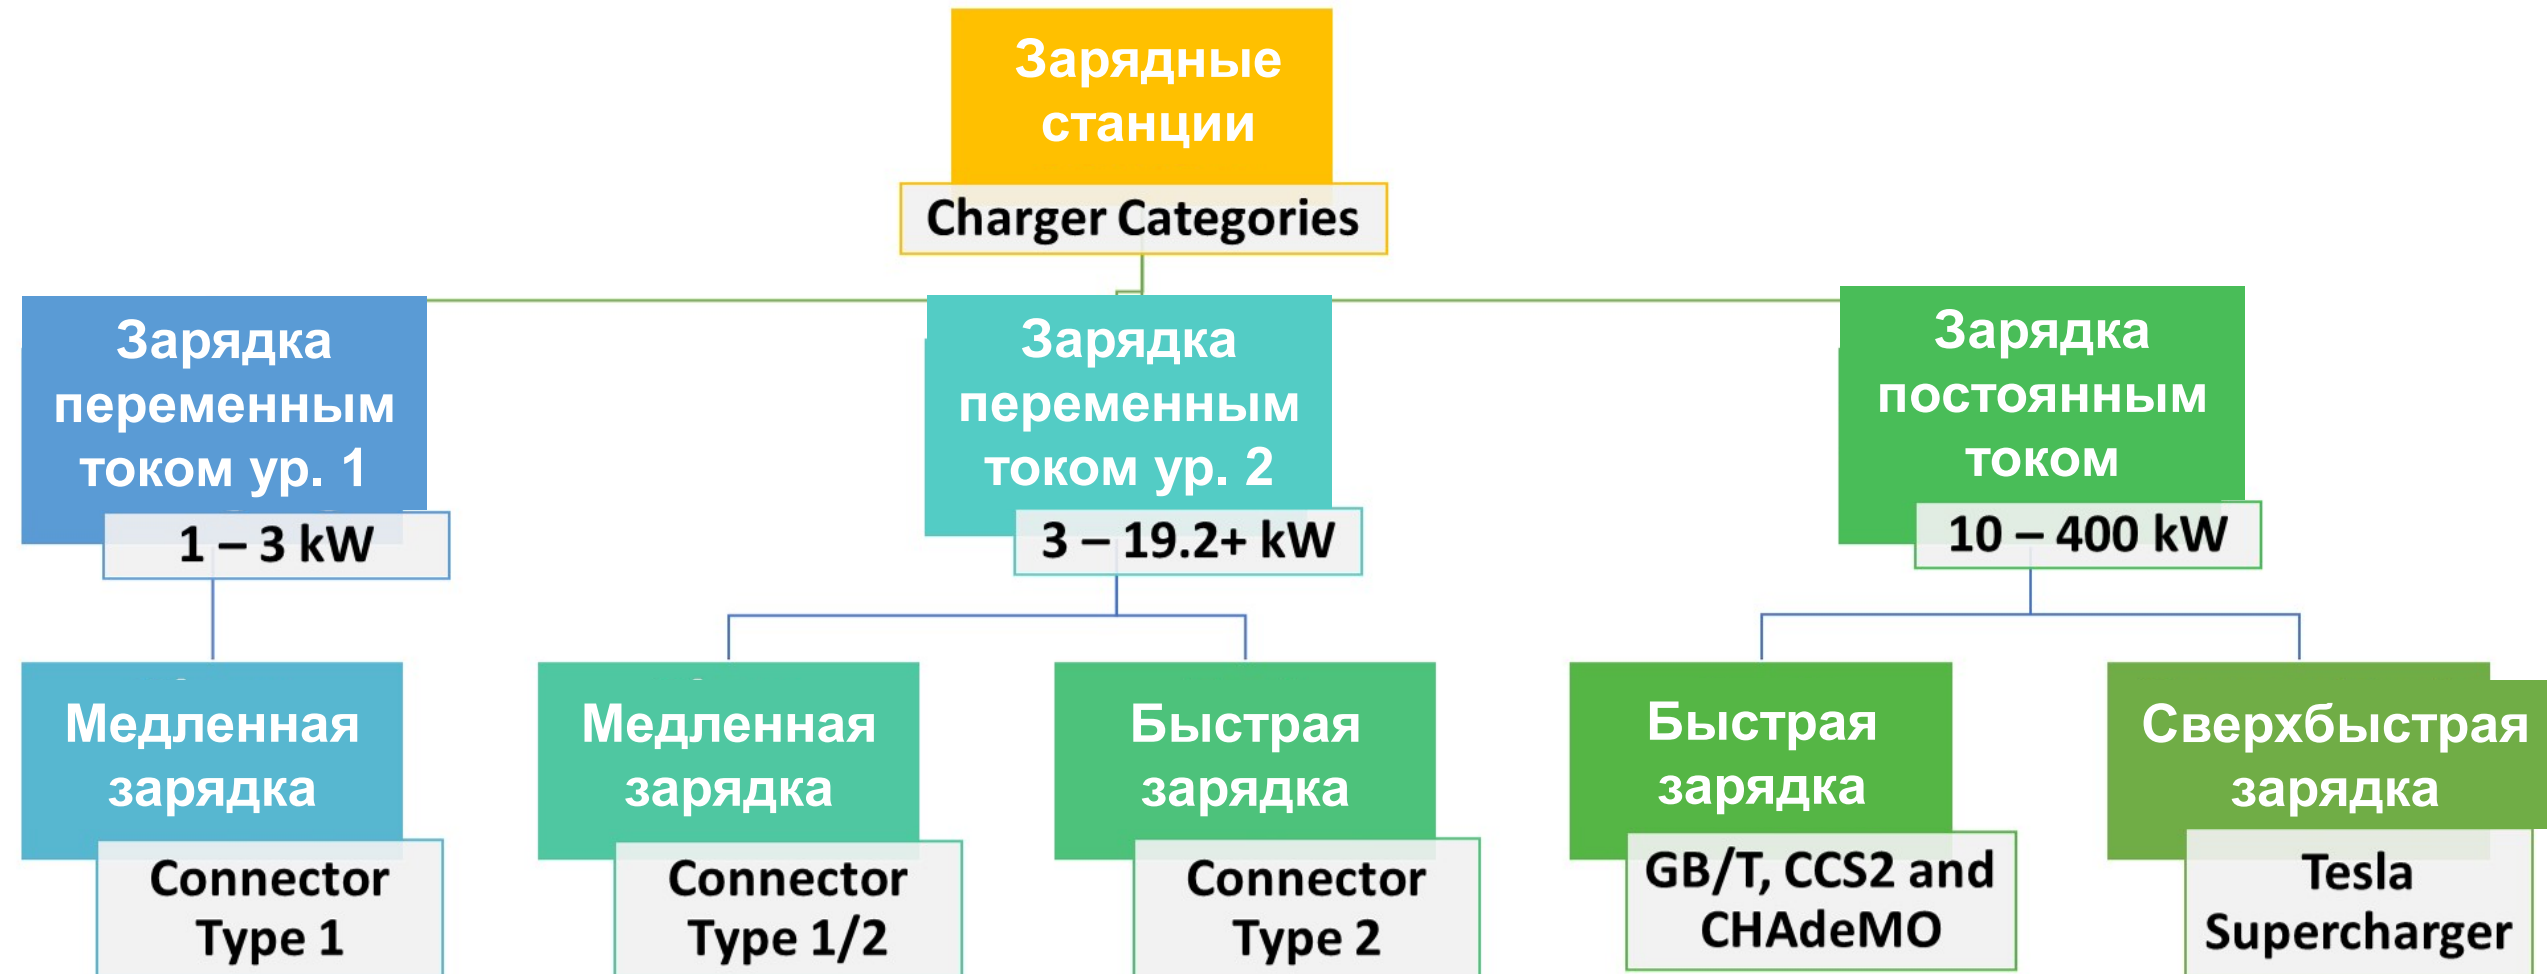 Зарядные
станции
Charger Categories
Зарядка
переменным
током ур. 1
1 – 3 kW
Зарядка
переменным
током ур. 2
3 – 19.2+ kW
Зарядка
постоянным
током
10 – 400 kW
Медленная
зарядка
Connector
Type 1
Медленная
зарядка
Connector
Type 1/2
Быстрая
зарядка
Connector
Type 2
Быстрая
зарядка
GB/T, CCS2 and
CHAdeMO
Сверхбыстрая
зарядка
Tesla
Supercharger